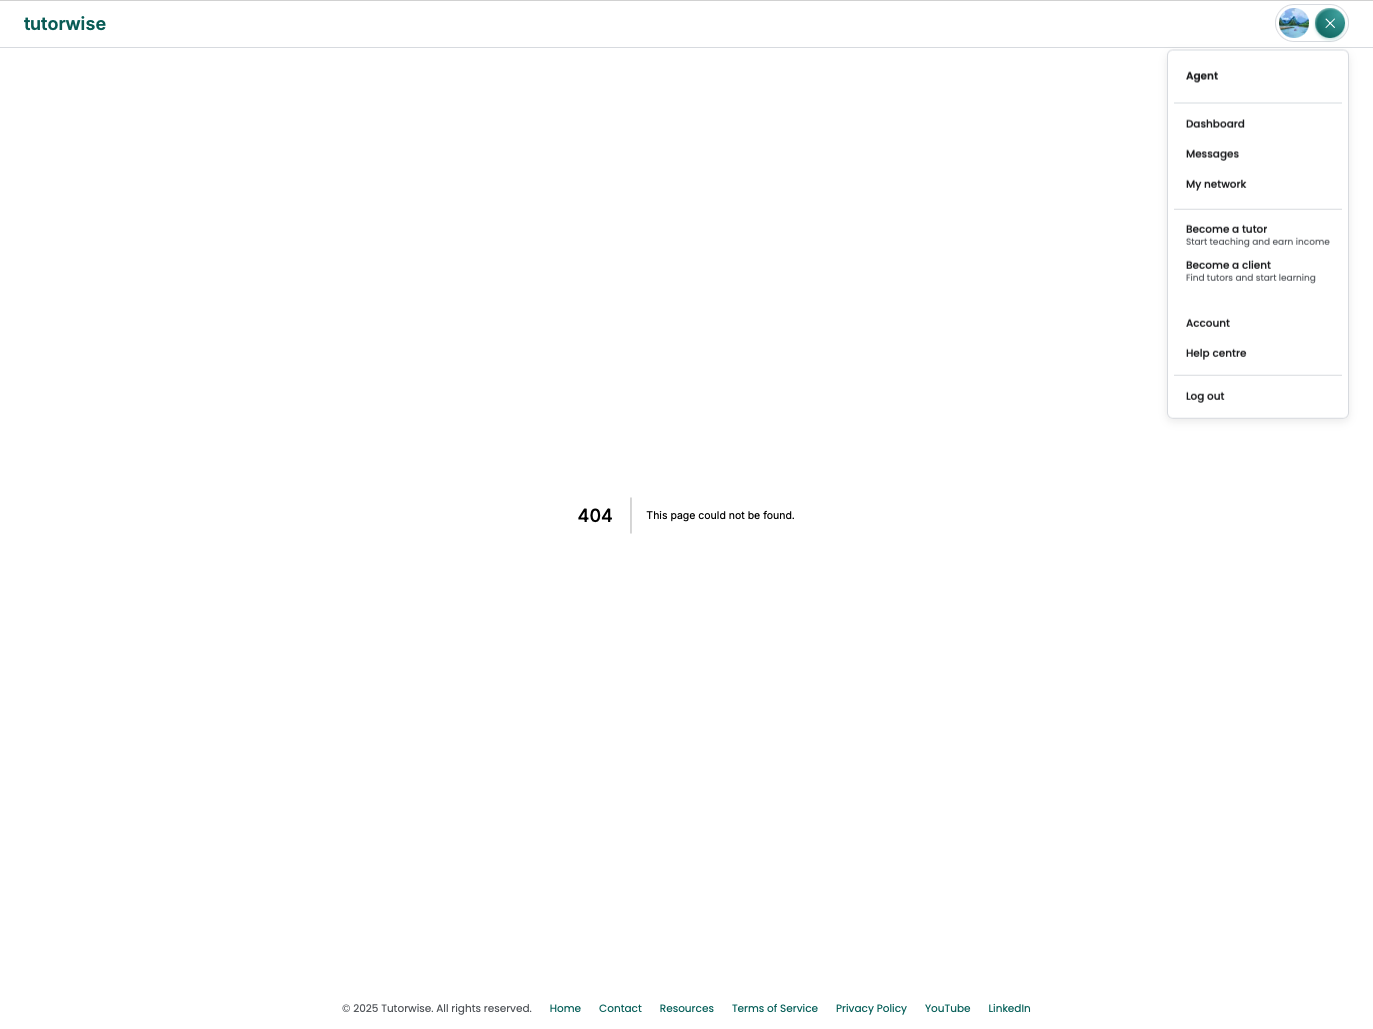 tutorwise
Agent
Dashboard
Messages
My network
Become a tutor
Start teaching and earn income
Become a client
Find tutors and start learning
Account
Help centre
Log out
404
This page could not be found.
© 2025 Tutorwise. All rights reserved. Home Contact Resources Terms of Service Privacy Policy YouTube LinkedIn